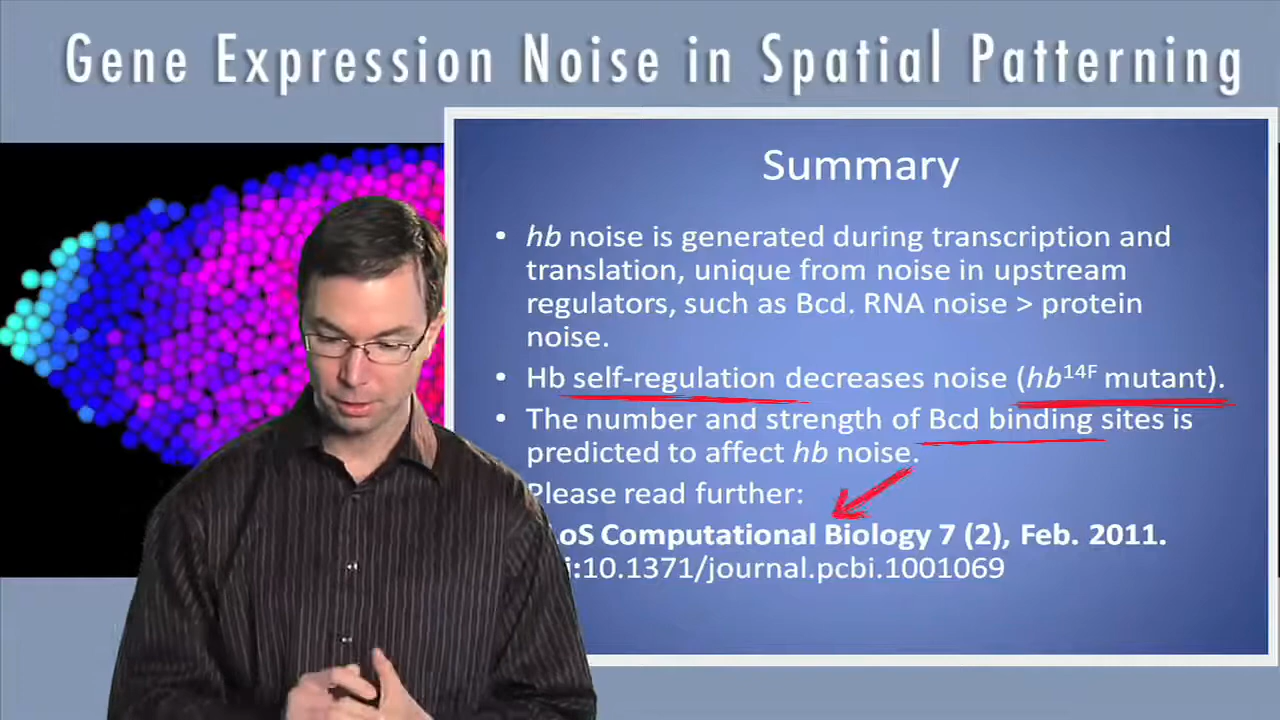 Gene Expression Noise in Spatial Patterning
Summary
• hb noise is generated during transcription and
translation, unique from noise in upstream
regulators, such as Bcd. RNA noise > protein
noise.
• Hb self-regulation decreases noise (hb14F mutant).
• The number and strength of Bcd binding sites is
predicted to affect hb noise.
Please read further:
oS Computational Biology 7 (2), Feb. 2011.
i:10.1371/journal.pcbi.1001069